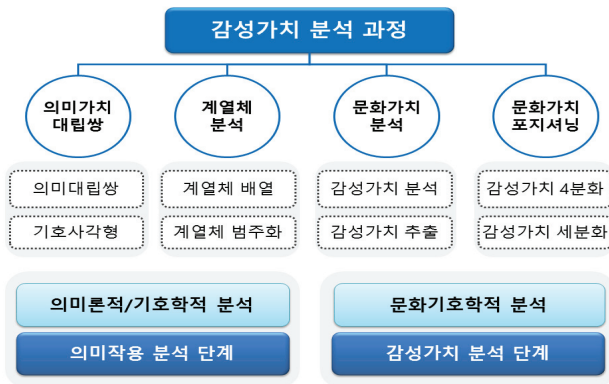 감성가치 분석 과정
의미가치
대립쌍
계열체
분석
문화가치
분석
문화가치
포지셔닝
의미대립쌍
기호사각형
계열체 배열
계열체 범주화
감성가치 분석
감성가치 추출
감성가치 4분화
감성가치 세분화
의미론적/기호학적 분석
의미작용 분석 단계
문화기호학적 분석
감성가치 분석 단계